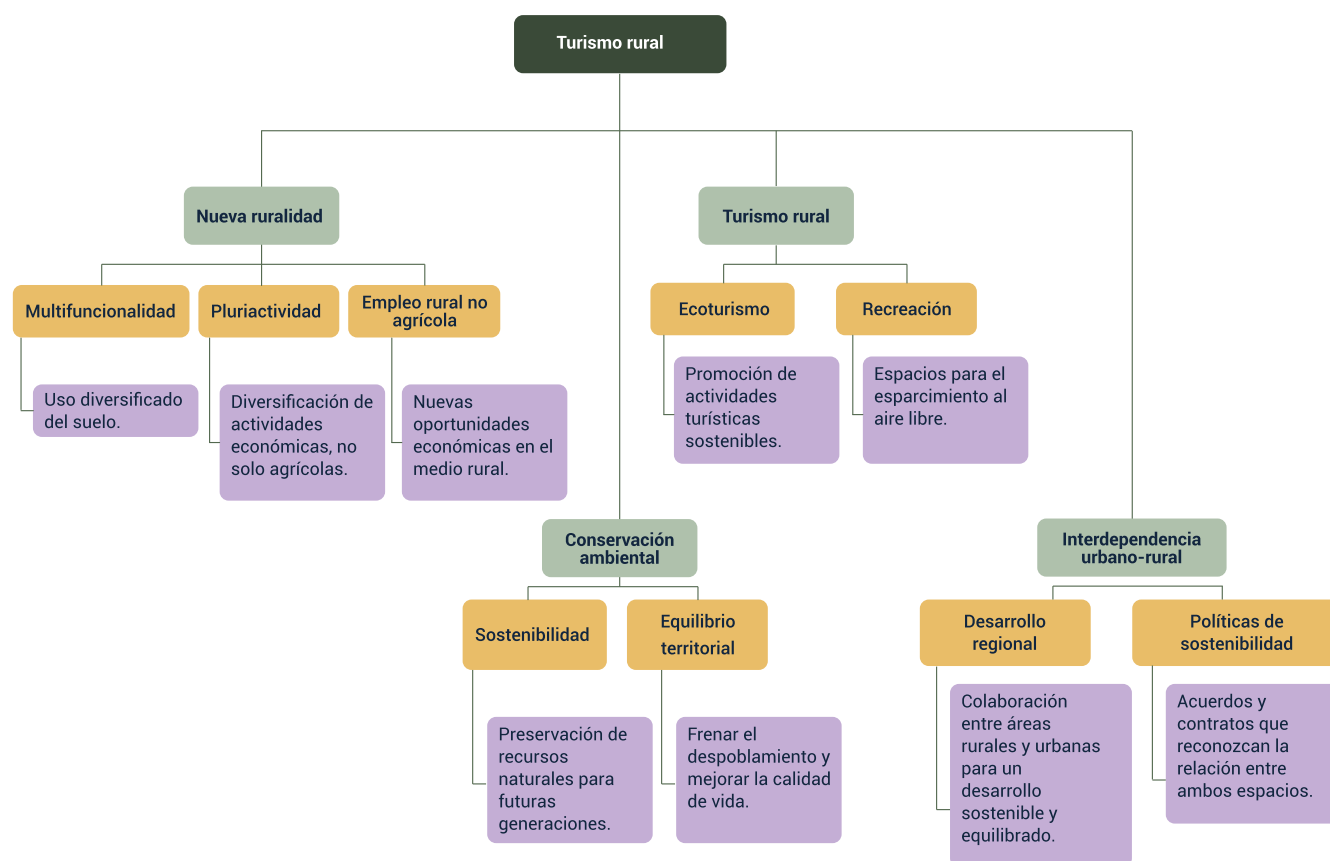 Turismo rural
Nueva ruralidad
Multifuncionalidad
Uso diversificado
del suelo.
Pluriactividad
Diversificación de
actividades
económicas, no
solo agrícolas.
Empleo rural no
agrícola
Nuevas
oportunidades
económicas en el
medio rural.
Turismo rural
Ecoturismo
Promoción de
actividades
turísticas
sostenibles.
Recreación
Espacios para el
esparcimiento al
aire libre.
Conservación
ambiental
Sostenibilidad
Preservación de
recursos
naturales para
futuras
generaciones.
Equilibrio
territorial
Frenar el
despoblamiento y
mejorar la calidad
de vida.
Interdependencia
urbano-rural
Desarrollo
regional
Colaboración
entre áreas
rurales y urbanas
para un
desarrollo
sostenible y
equilibrado.
Políticas de
sostenibilidad
Acuerdos y
contratos que
reconozcan la
relación entre
ambos espacios.